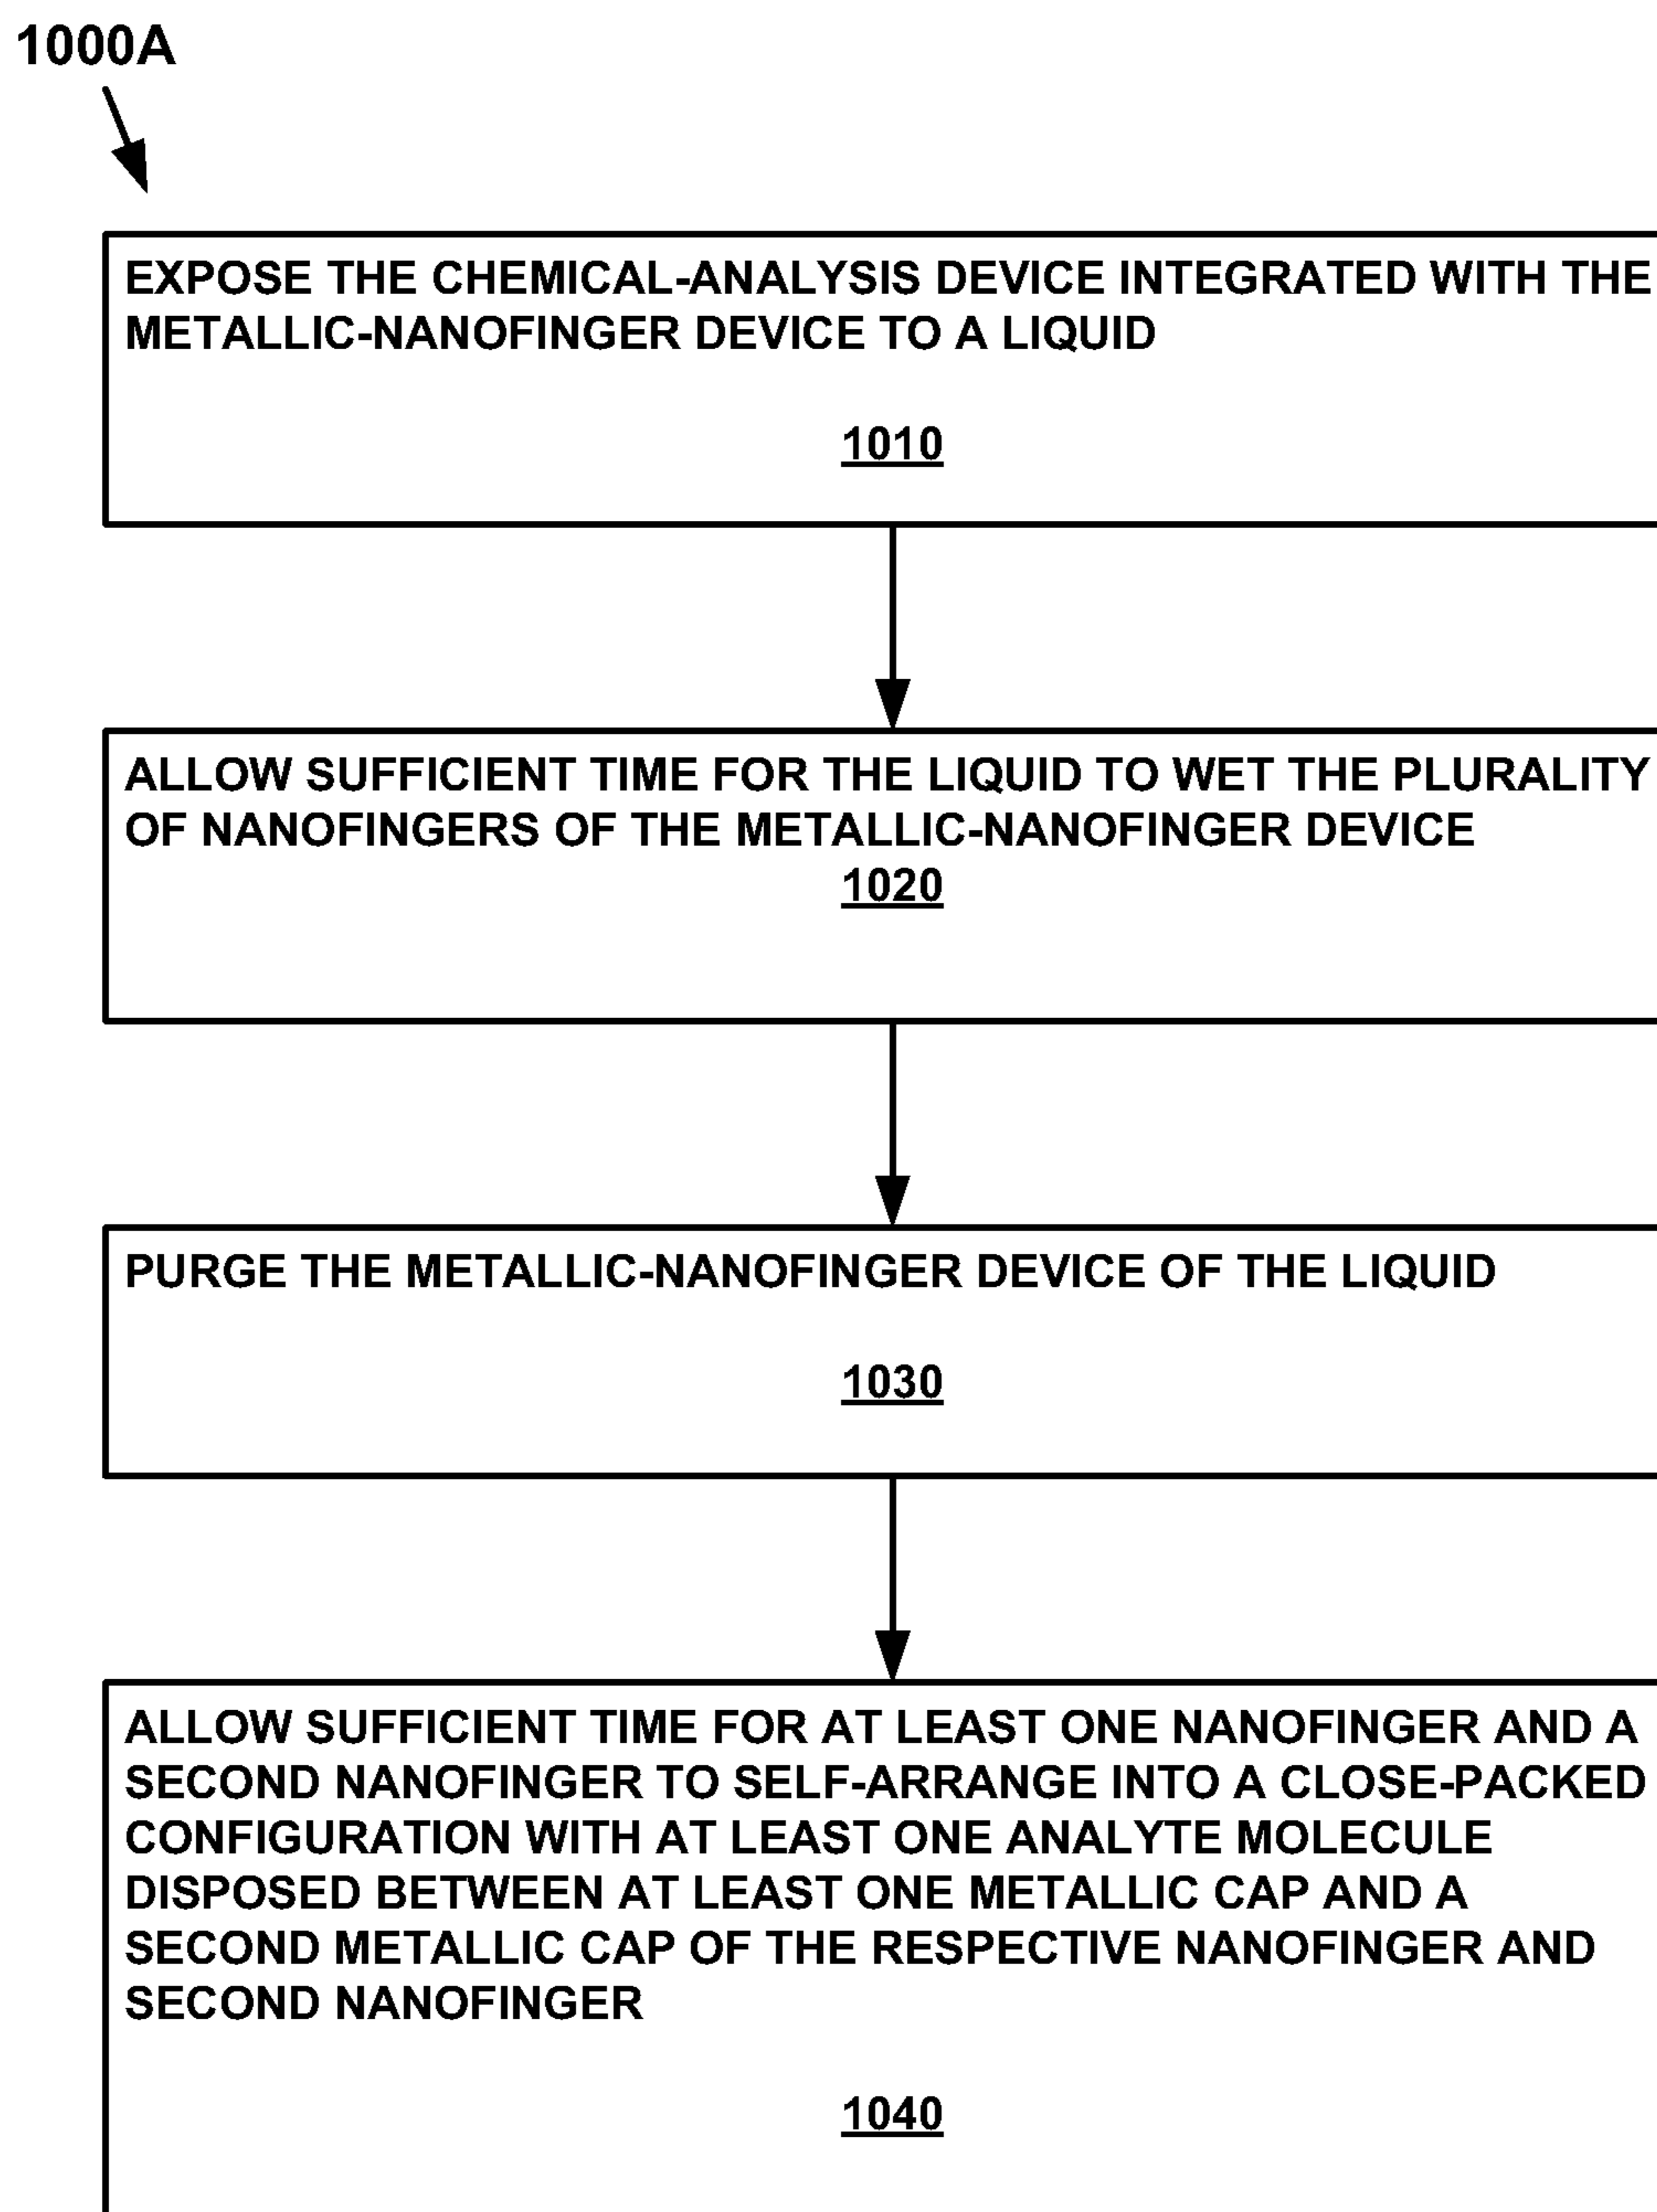 1000A
EXPOSE THE CHEMICAL-ANALYSIS DEVICE INTEGRATED WITH THE
METALLIC-NANOFINGER DEVICE TO A LIQUID
1010
ALLOW SUFFICIENT TIME FOR THE LIQUID TO WET THE PLURALITY
OF NANOFINGERS OF THE METALLIC-NANOFINGER DEVICE
1020
PURGE THE METALLIC-NANOFINGER DEVICE OF THE LIQUID
1030
ALLOW SUFFICIENT TIME FOR AT LEAST ONE NANOFINGER AND A
SECOND NANOFINGER TO SELF-ARRANGE INTO A CLOSE-PACKED
CONFIGURATION WITH AT LEAST ONE ANALYTE MOLECULE
DISPOSED BETWEEN AT LEAST ONE METALLIC CAP AND A
SECOND METALLIC CAP OF THE RESPECTIVE NANOFINGER AND
SECOND NANOFINGER
1040